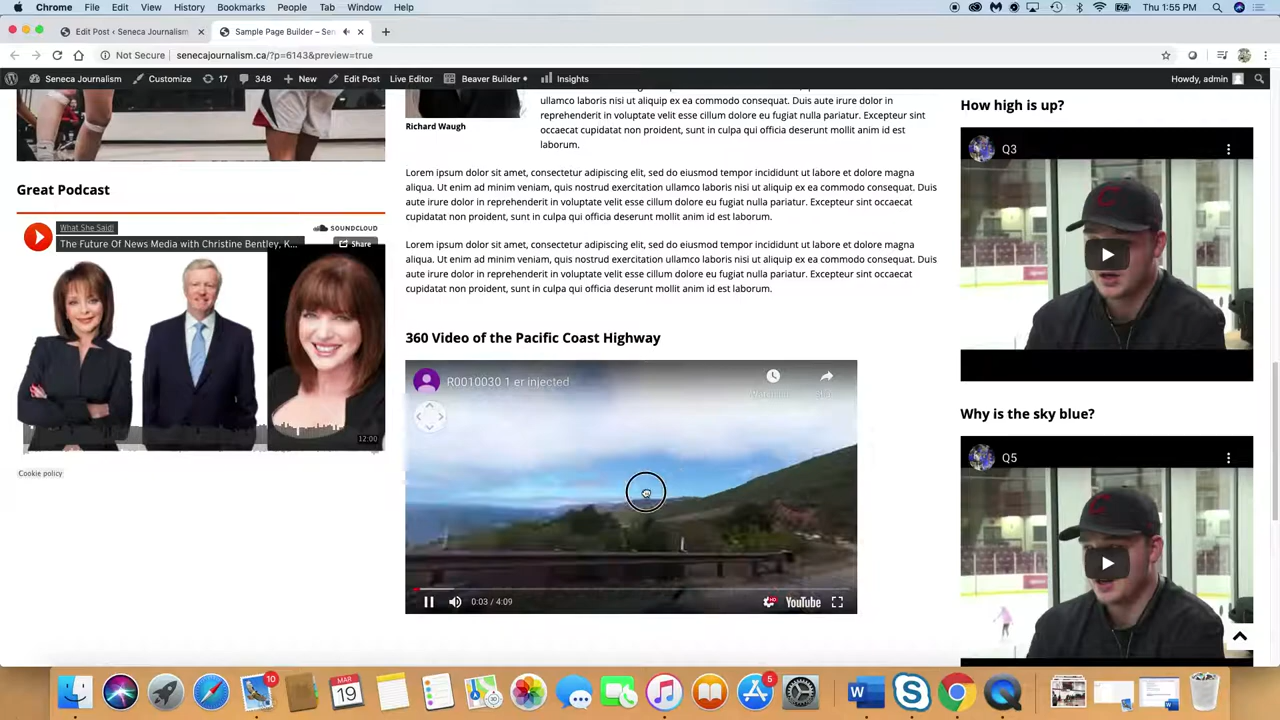 Chrome File Edit View History Bookmarks People Tab Window Help Thu 1:55 PM
Edit Post ‹ Seneca Journalism Sample Page Builder – Sen
Not Secure senecajournalism.ca/?p=6143&preview=true
Seneca Journalism Customize 17 348 New Edit Post Live Editor Beaver Builder Insights Howdy, admin
Great Podcast
What She Said!
SOUNDCLOUD
The Future Of News Media with Christine Bentley, K...
Share
12:00
Cookie policy
Richard Waugh
ullamco laboris nisi ut aliquip ex ea commodo consequat. Duis aute irure dolor in
reprehenderit in voluptate velit esse cillum dolore eu fugiat nulla pariatur. Excepteur sint
occaecat cupidatat non proident, sunt in culpa qui officia deserunt mollit anim id est
laborum.
Lorem ipsum dolor sit amet, consectetur adipiscing elit, sed do eiusmod tempor incididunt ut labore et dolore magna
aliqua. Ut enim ad minim veniam, quis nostrud exercitation ullamco laboris nisi ut aliquip ex ea commodo consequat. Duis
aute irure dolor in reprehenderit in voluptate velit esse cillum dolore eu fugiat nulla pariatur. Excepteur sint occaecat
cupidatat non proident, sunt in culpa qui officia deserunt mollit anim id est laborum.
Lorem ipsum dolor sit amet, consectetur adipiscing elit, sed do eiusmod tempor incididunt ut labore et dolore magna
aliqua. Ut enim ad minim veniam, quis nostrud exercitation ullamco laboris nisi ut aliquip ex ea commodo consequat. Duis
aute irure dolor in reprehenderit in voluptate velit esse cillum dolore eu fugiat nulla pariatur. Excepteur sint occaecat
cupidatat non proident, sunt in culpa qui officia deserunt mollit anim id est laborum.
360 Video of the Pacific Coast Highway
R0010030 1 er injected
0:03 / 4:09
HD
YouTube
How high is up?
Q3
Why is the sky blue?
Q5
10
MAR
19
5